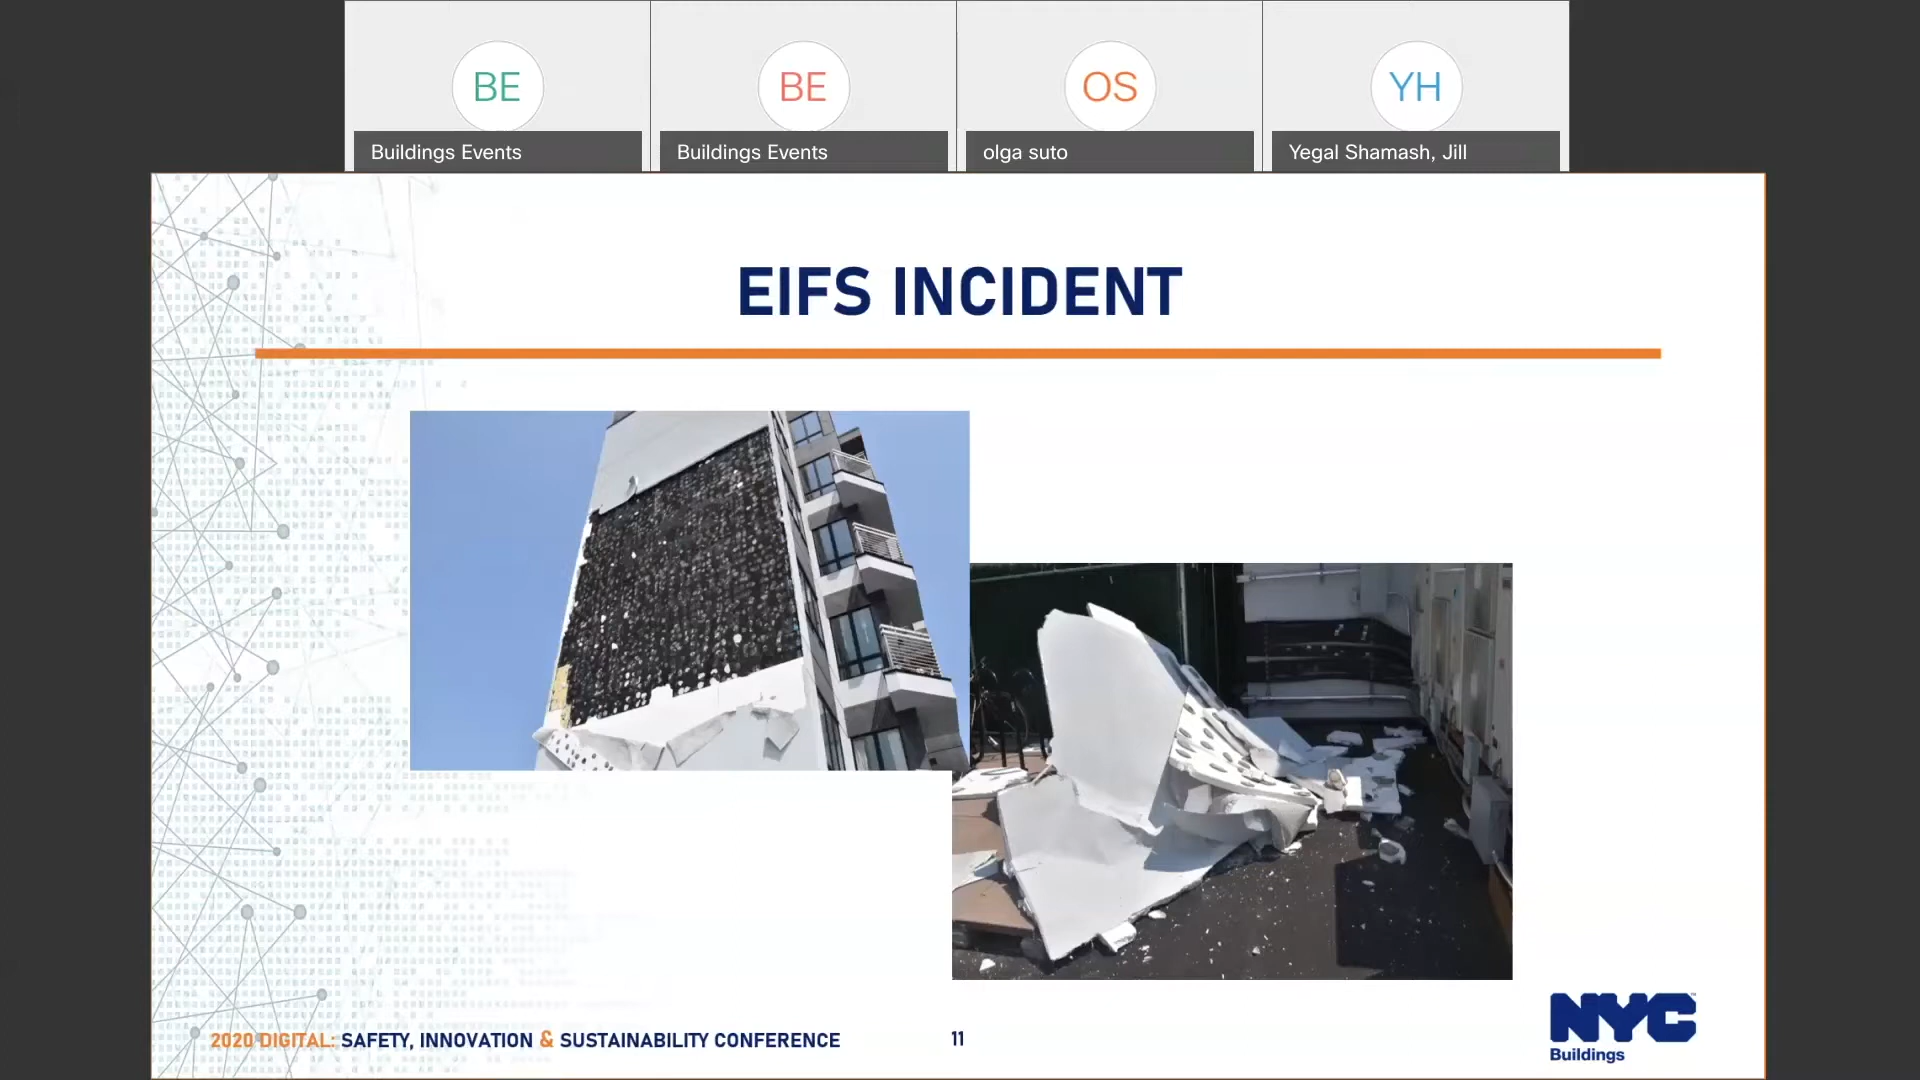 BE
BE
OS
YH
Buildings Events
Buildings Events
olga suto
Yegal Shamash, Jill
EIFS INCIDENT
2020 DIGITAL: SAFETY, INNOVATION & SUSTAINABILITY CONFERENCE
11
NYC
Buildings